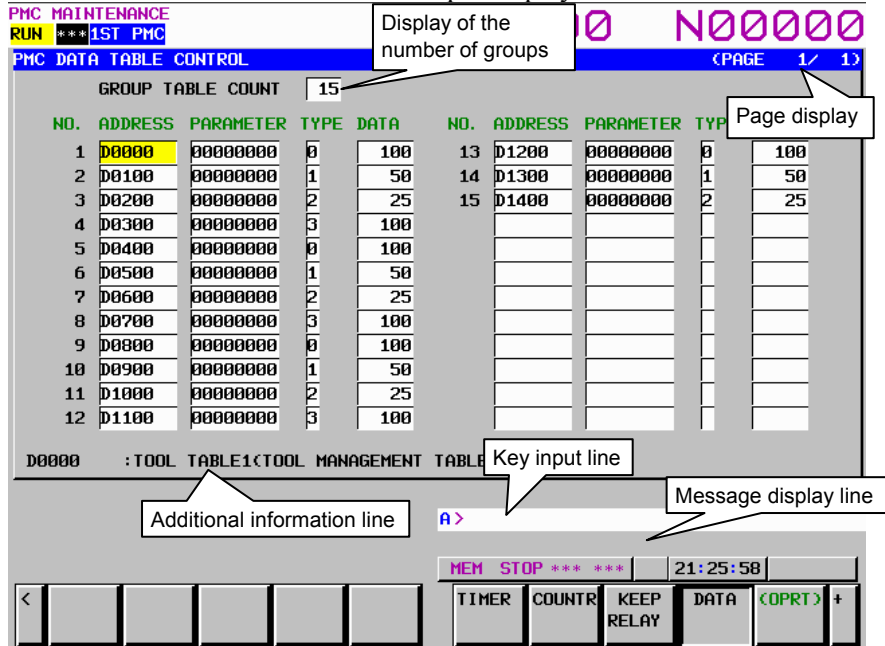 PMC MAINTENANCE
RUN ***1ST PMC
Display of the
number of groups
N00000
PMC DATA TABLE CONTROL (PAGE 1/ 1)
GROUP TABLE COUNT 15
Page display
NO. ADDRESS PARAMETER TYPE DATA NO. ADDRESS PARAMETER TYP
1 D0000 00000000 0 100 13 D1200 00000000 0 100
2 D0100 00000000 1 50 14 D1300 00000000 1 50
3 D0200 00000000 2 25 15 D1400 00000000 2 25
4 D0300 00000000 3 100
5 D0400 00000000 0 100
6 D0500 00000000 1 50
7 D0600 00000000 2 25
8 D0700 00000000 3 100
9 D0800 00000000 0 100
10 D0900 00000000 1 50
11 D1000 00000000 2 25
12 D1100 00000000 3 100
D0000 :TOOL TABLE1(TOOL MANAGEMENT TABLE
Key input line
Additional information line
Message display line
A>
MEM STOP *** *** 21:25:58
< TIMER COUNTR KEEP RELAY DATA (OPRT) +